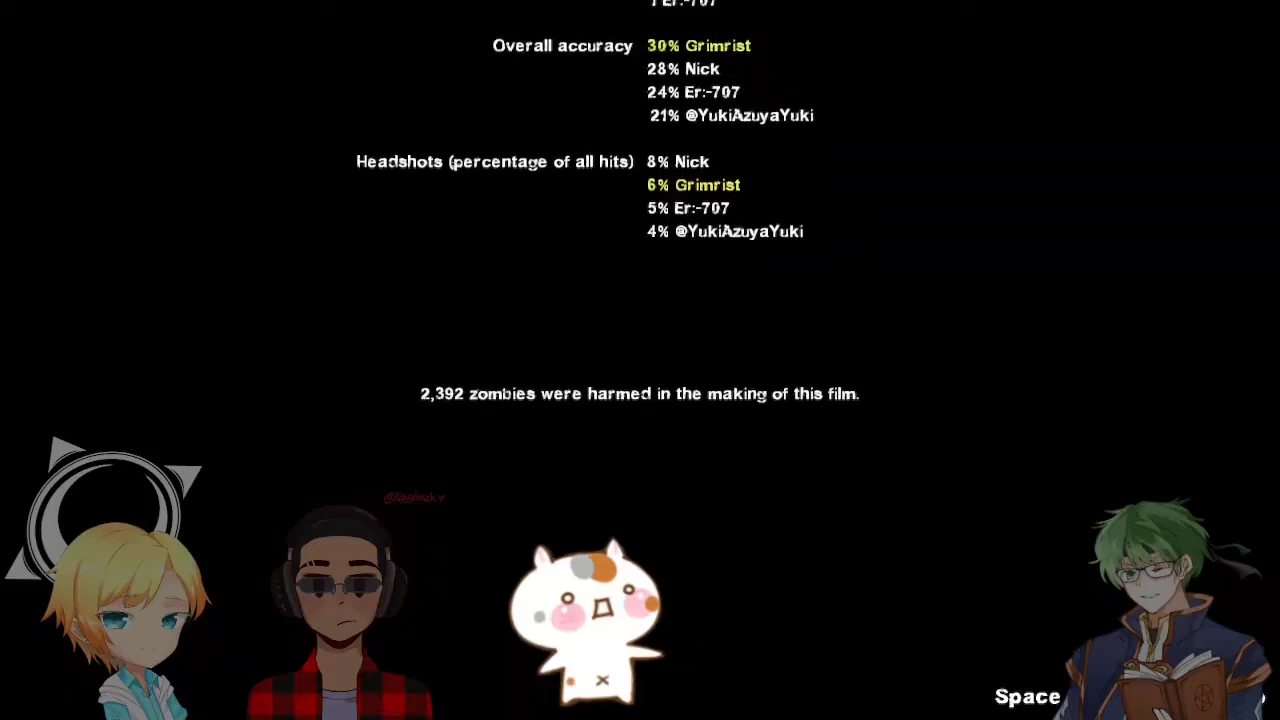 Overall accuracy 30% Grimrist
28% Nick
24% Er:-707
21% @YukiAzuyaYuki
Headshots (percentage of all hits) 8% Nick
6% Grimrist
5% Er:-707
4% @YukiAzuyaYuki
2,392 zombies were harmed in the making of this film.
Space